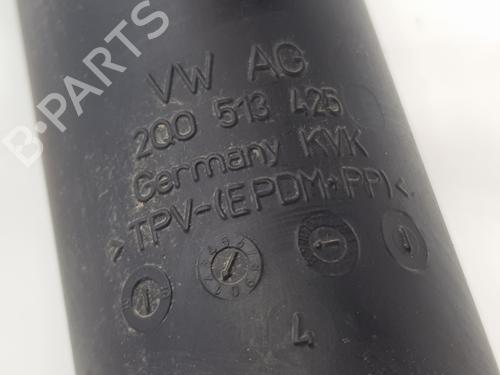 B-PARTS
VW AG
2Q0 513 425
Germany KVK
>TPV-(EPDM+PP)<
4